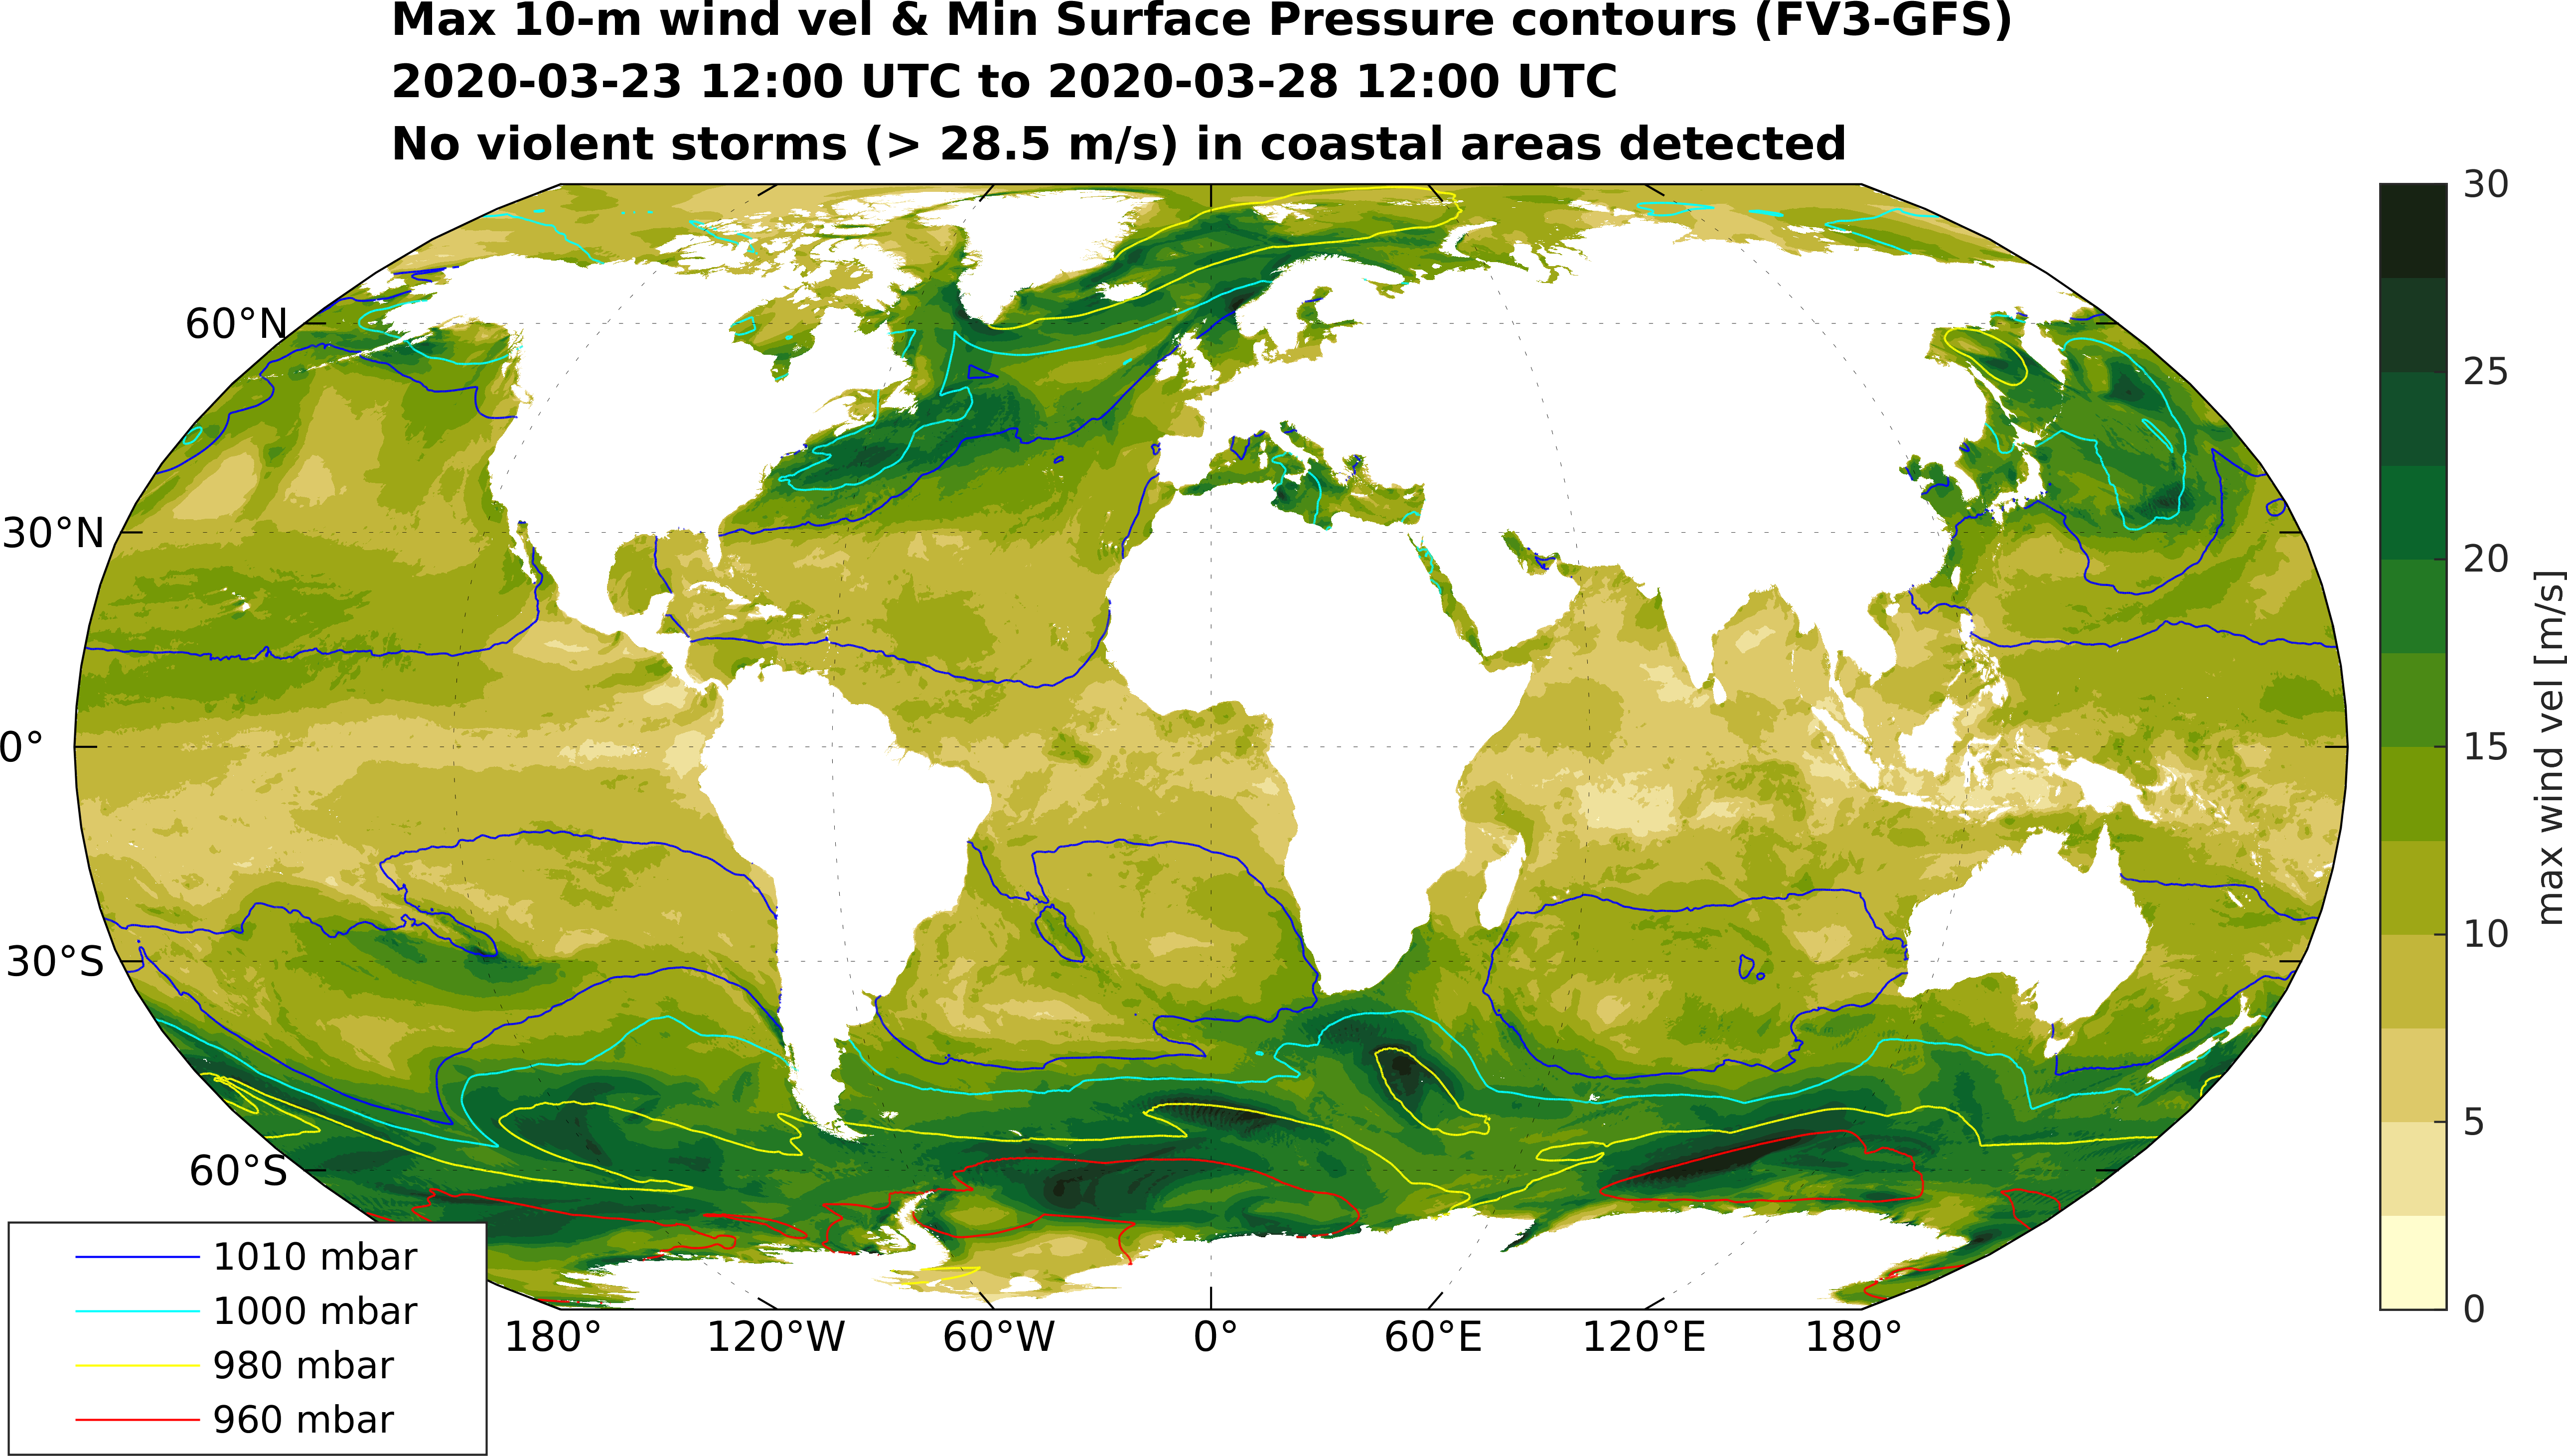 Max 10-m wind vel & Min Surface Pressure contours (FV3-GFS)
2020-03-23 12:00 UTC to 2020-03-28 12:00 UTC
No violent storms (> 28.5 m/s) in coastal areas detected
60°N
30°N
0°
30°S
60°S
180°
120°W
60°W
0°
60°E
120°E
180°
1010 mbar
1000 mbar
980 mbar
960 mbar
30
25
20
15
10
5
0
max wind vel [m/s]